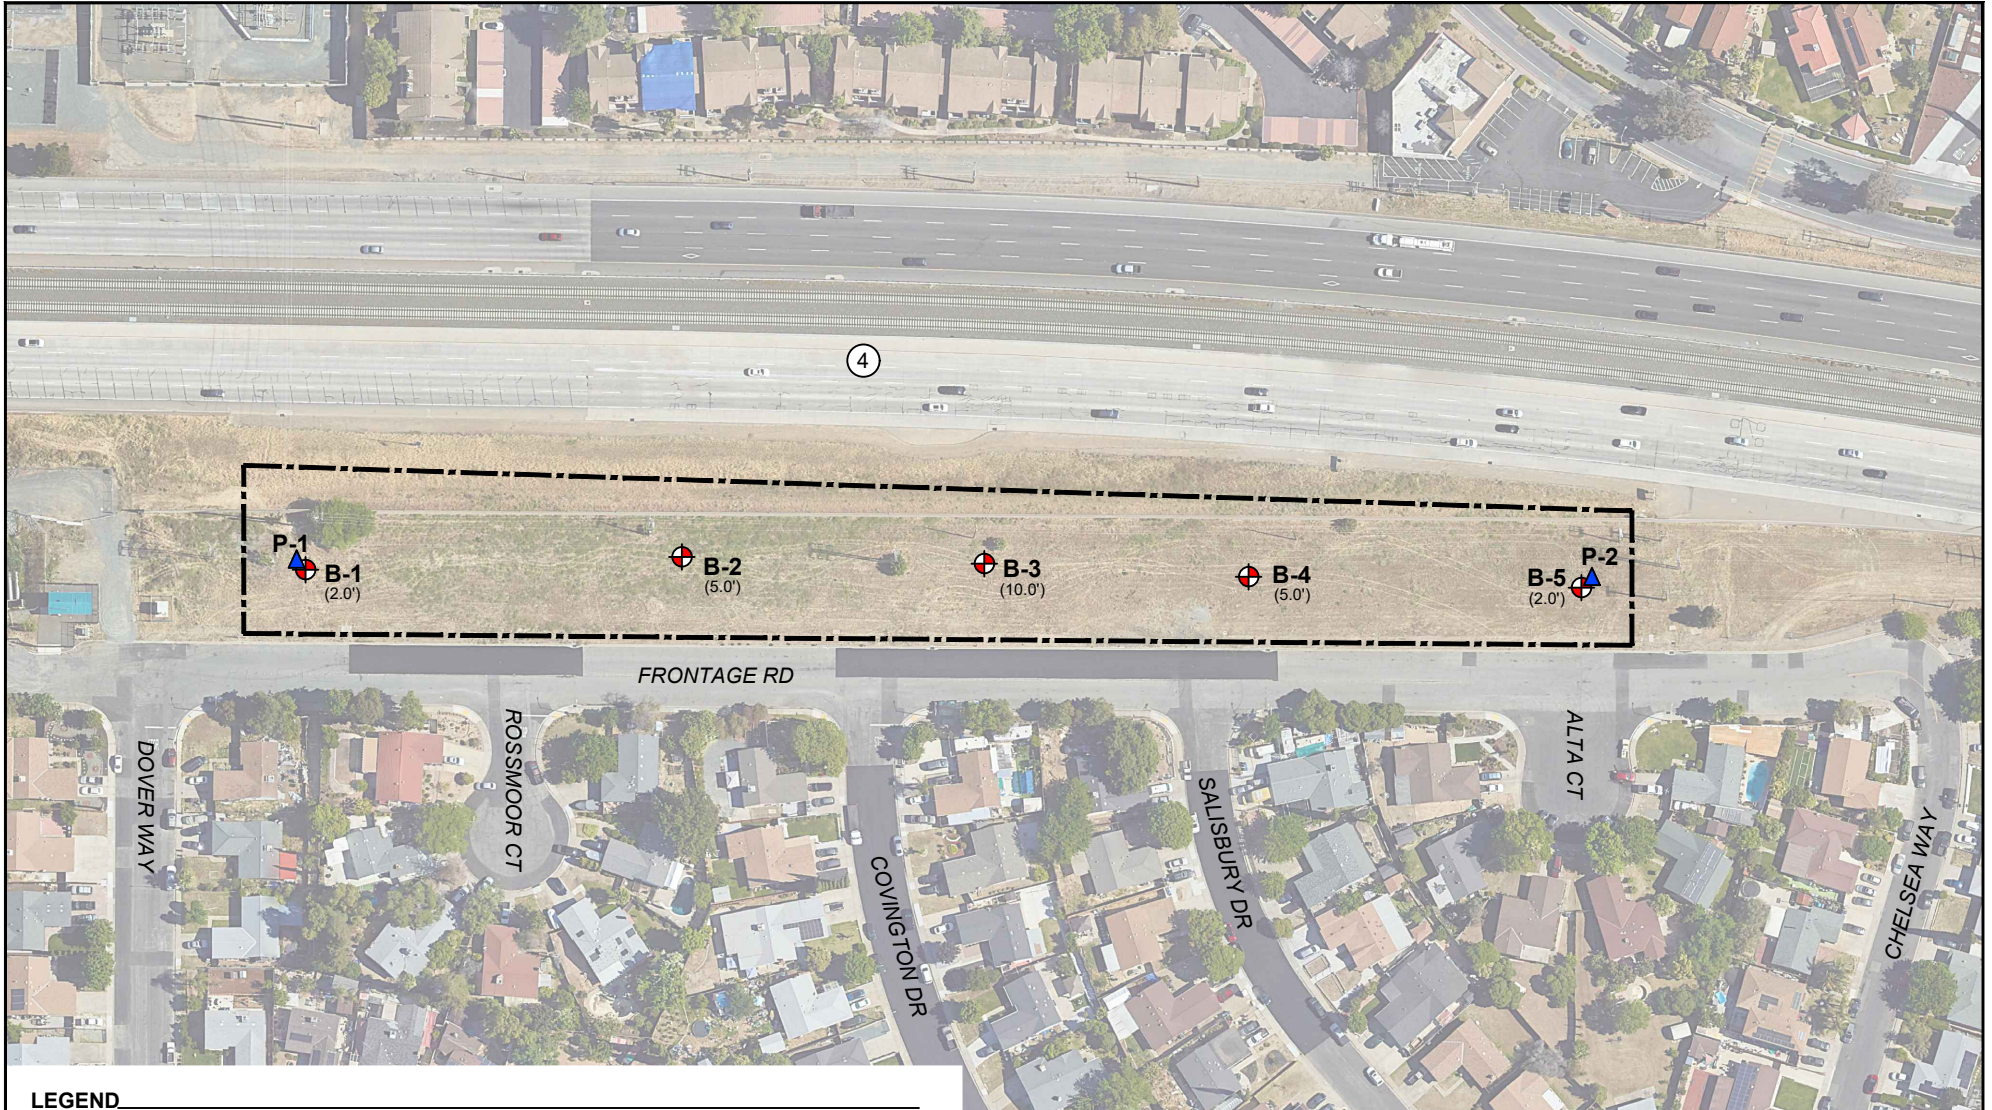 4
P-1
B-1
(2.0')
B-2
(5.0')
B-3
(10.0')
B-4
(5.0')
B-5
(2.0')
P-2
FRONTAGE RD
DOVER WAY
ROSSMOOR CT
COVINGTON DR
SALISBURY DR
ALTA CT
CHELSEA WAY
LEGEND